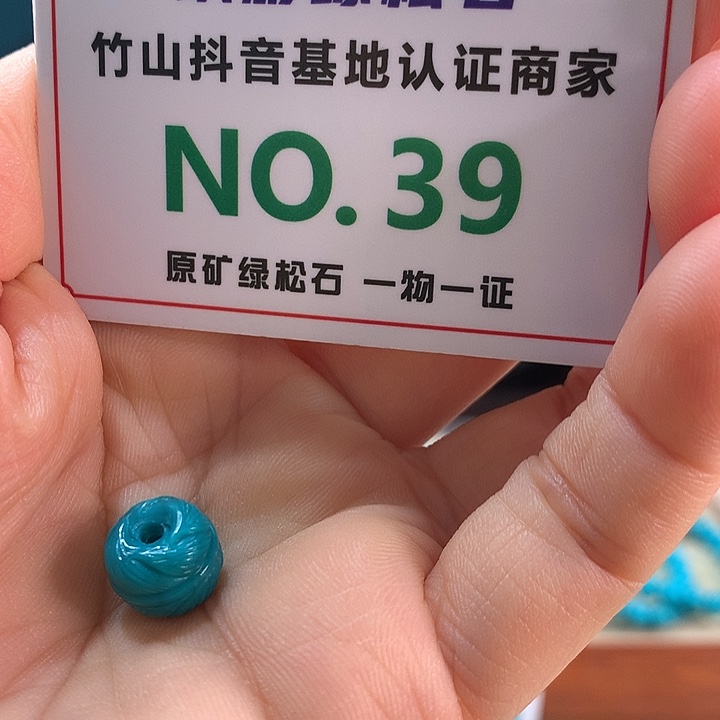 竹山抖音基地认证商家
NO. 39
原矿绿松石 一物一证